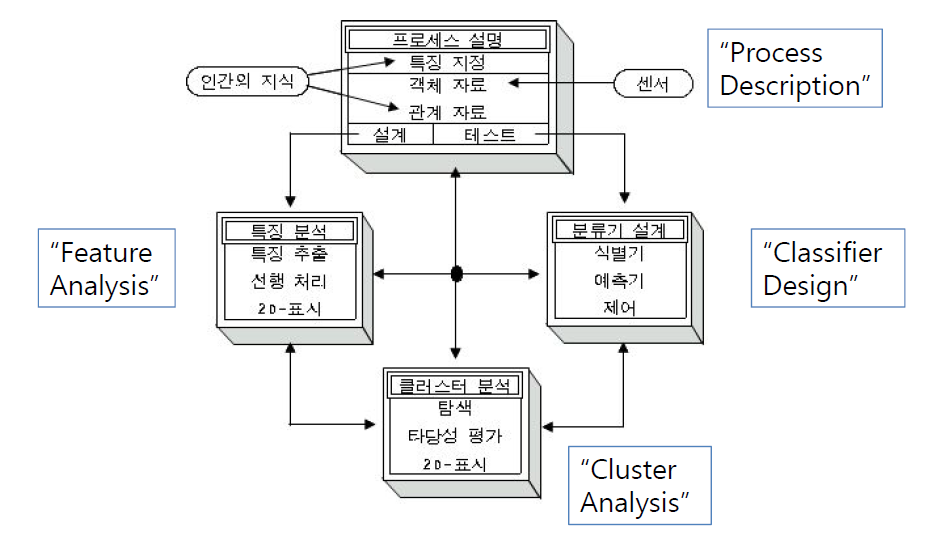 프로세스 설명
특징 지정
객체 자료
관계 자료
설계
테스트
인간의 지식
센서
“Process
Description”
특징 분석
특징 추출
선행 처리
2D-표시
“Feature
Analysis”
분류기 설계
식별기
예측기
제어
“Classifier
Design”
클러스터 분석
탐색
타당성 평가
2D-표시
“Cluster
Analysis”